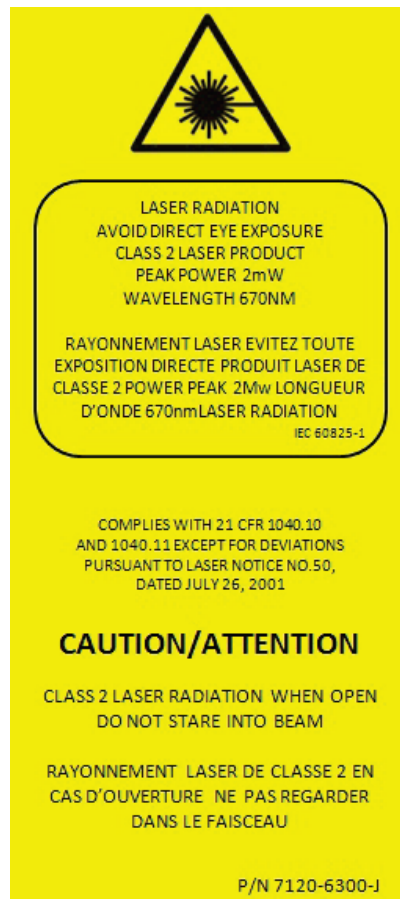 LASER RADIATION
AVOID DIRECT EYE EXPOSURE
CLASS 2 LASER PRODUCT
PEAK POWER 2mW
WAVELENGTH 670NM
RAYONNEMENT LASER EVITEZ TOUTE
EXPOSITION DIRECTE PRODUIT LASER DE
CLASSE 2 POWER PEAK 2Mw LONGUEUR
D'ONDE 670nmLASER RADIATION
IEC 60825-1
COMPLIES WITH 21 CFR 1040.10
AND 1040.11 EXCEPT FOR DEVIATIONS
PURSUANT TO LASER NOTICE NO.50,
DATED JULY 26, 2001
CAUTION/ATTENTION
CLASS 2 LASER RADIATION WHEN OPEN
DO NOT STARE INTO BEAM
RAYONNEMENT LASER DE CLASSE 2 EN
CAS D'OUVERTURE NE PAS REGARDER
DANS LE FAISCEAU
P/N 7120-6300-J